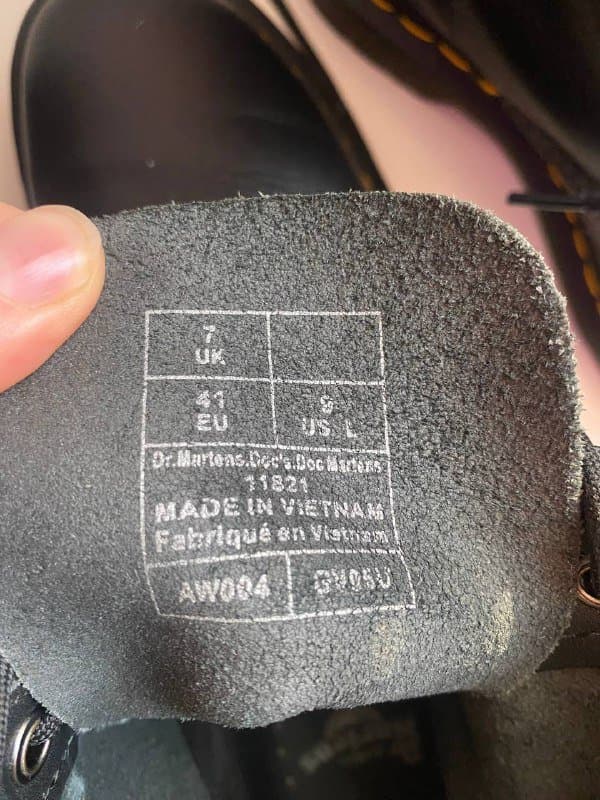 7
UK
41
EU
9
US. L
Dr.Martens.Doc's.Doc Martens
11821
MADE IN VIETNAM
Fabriqué en Vietnam
AW004